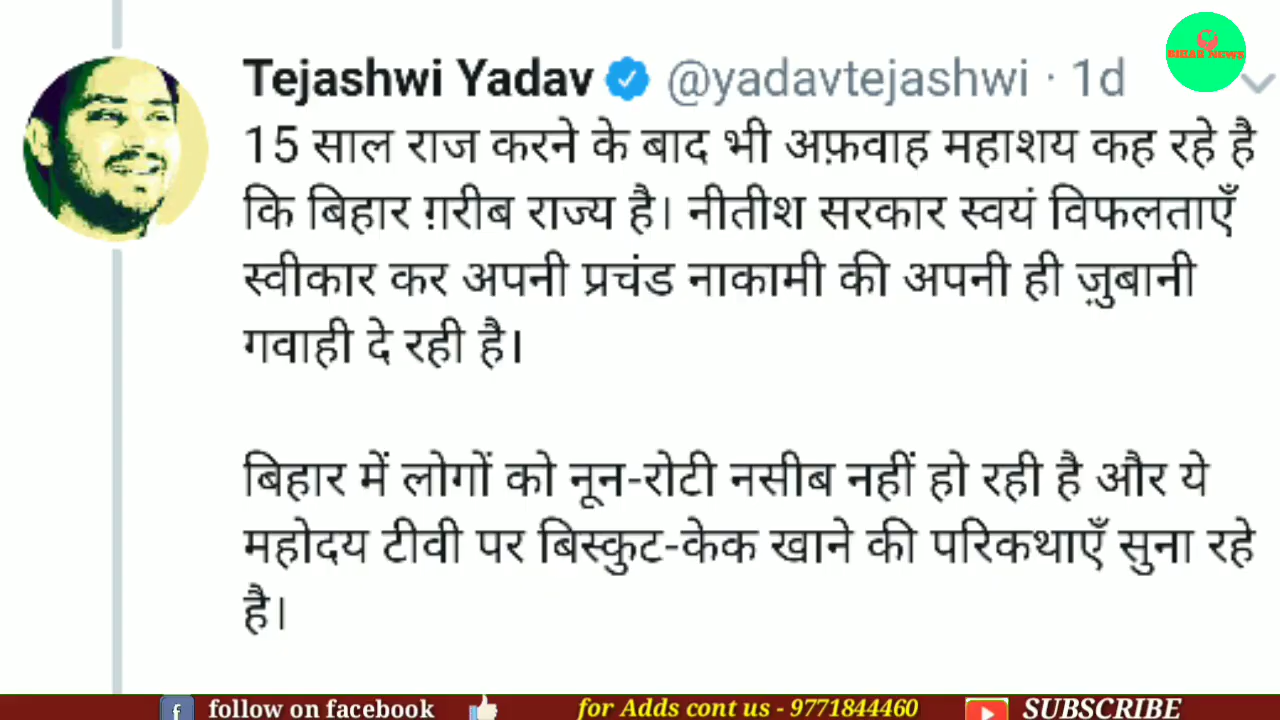 Tejashwi Yadav @yadavtejashwi · 1d
BIHAR NEWS
15 साल राज करने के बाद भी अफ़वाह महाशय कह रहे है
कि बिहार ग़रीब राज्य है। नीतीश सरकार स्वयं विफलताएँ
स्वीकार कर अपनी प्रचंड नाकामी की अपनी ही ज़ुबानी
गवाही दे रही है।
बिहार में लोगों को नून-रोटी नसीब नहीं हो रही है और ये
महोदय टीवी पर बिस्कुट-केक खाने की परिकथाएँ सुना रहे
है।
f follow on facebook for Adds cont us - 9771844460 SUBSCRIBE